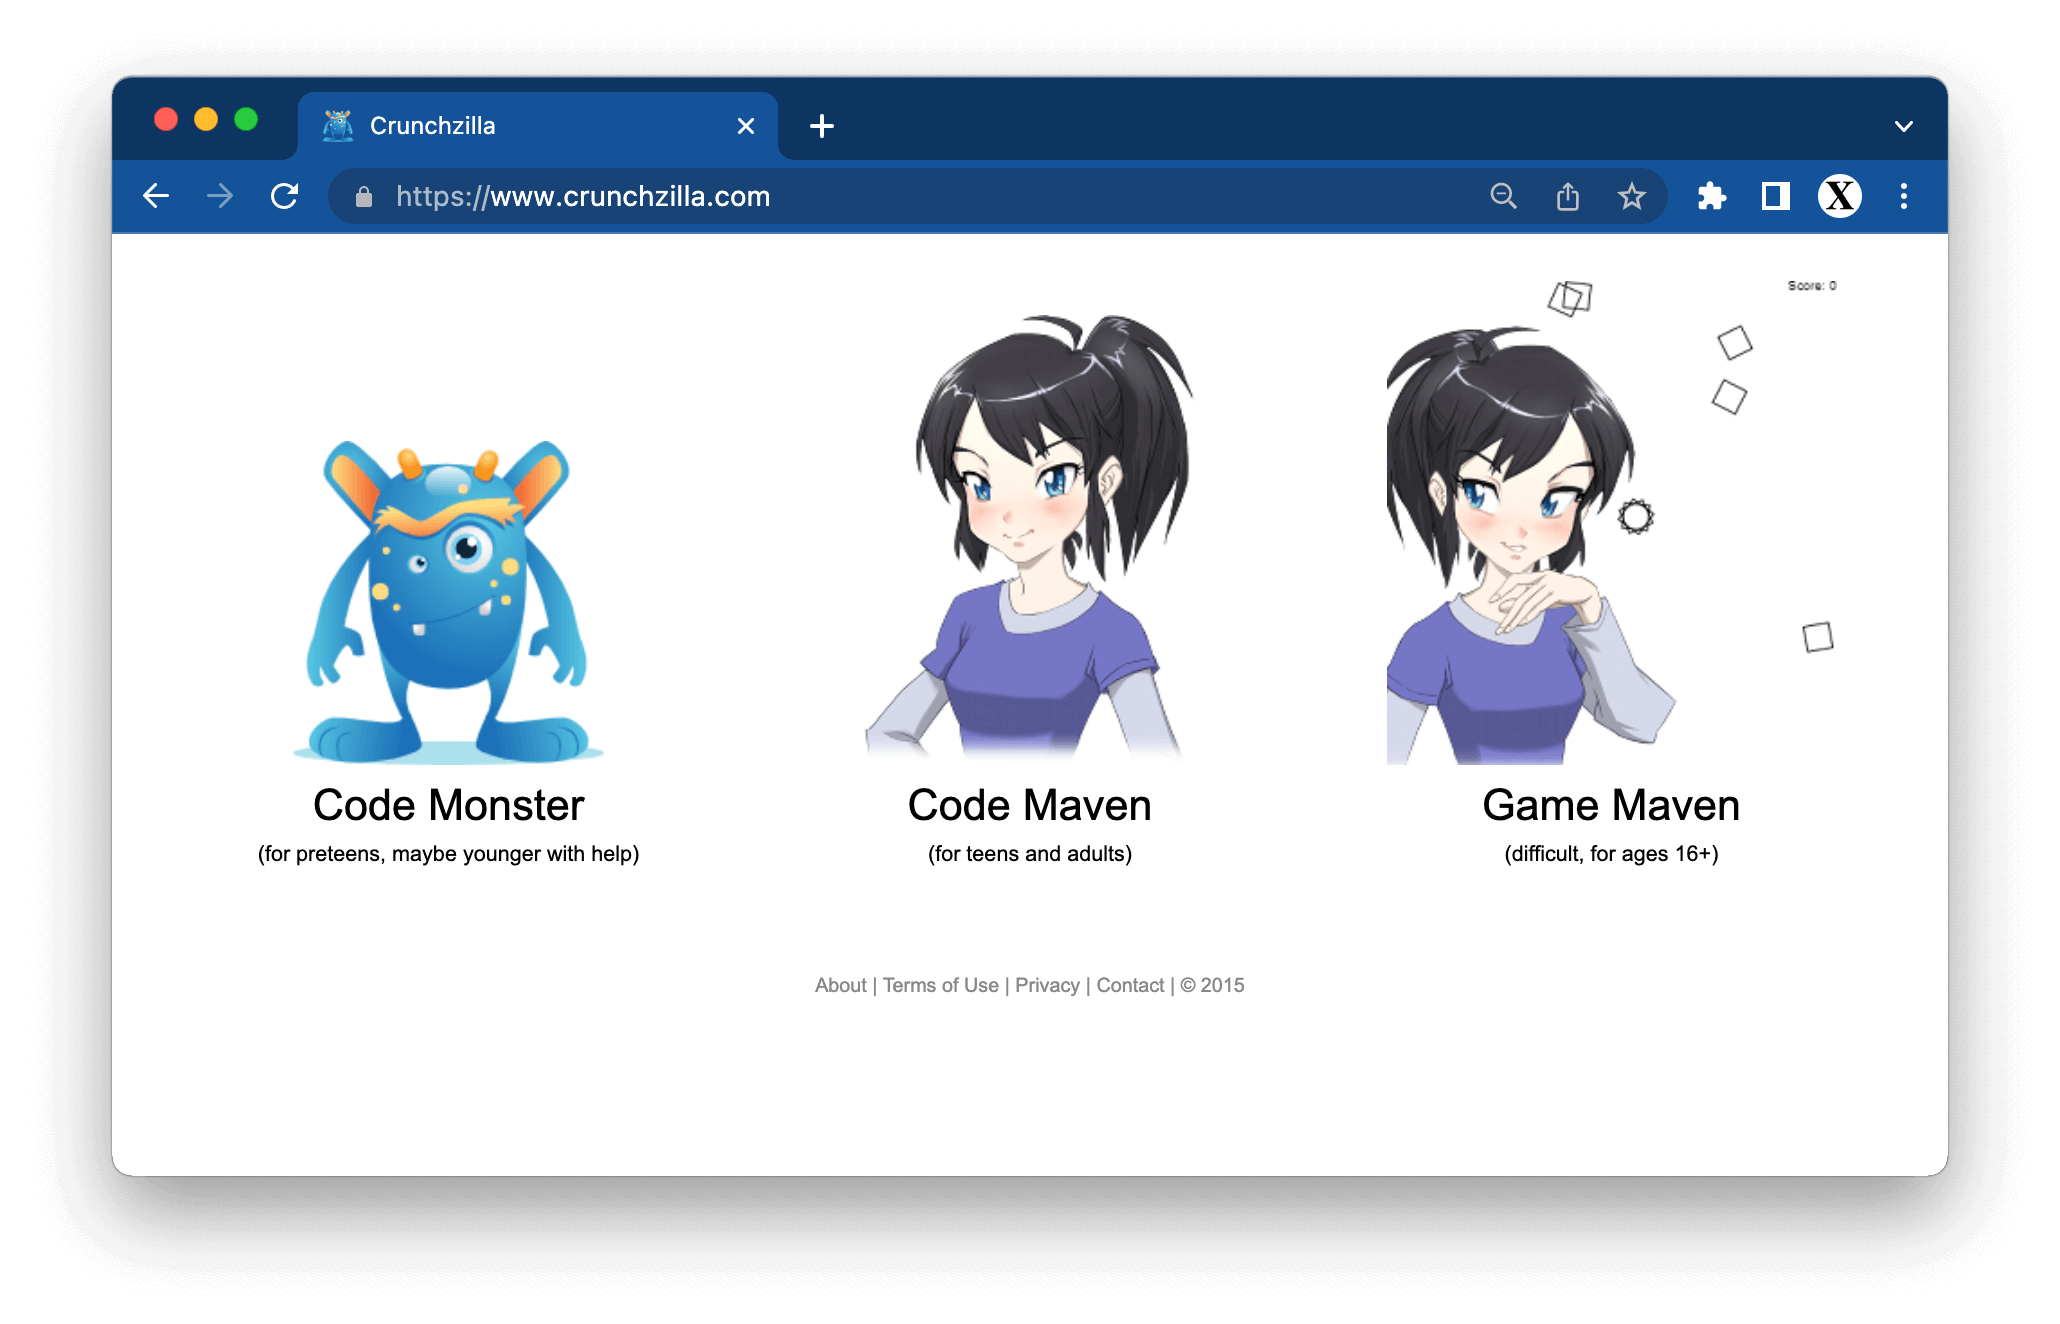 Crunchzilla
https://www.crunchzilla.com
X
Score: 0
Code Monster
(for preteens, maybe younger with help)
Code Maven
(for teens and adults)
Game Maven
(difficult, for ages 16+)
About | Terms of Use | Privacy | Contact | © 2015